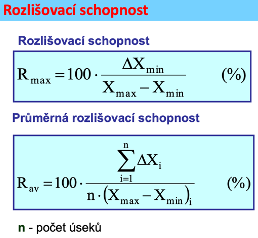 Rozlišovací schopnost
Rozlišovací schopnost
R_max = 100 · ΔX_min / (X_max − X_min) (%)
Průměrná rozlišovací schopnost
R_av = 100 · ∑_{i=1}^{n} ΔX_i / (n · (X_max − X_min)_i) (%)
n - počet úseků